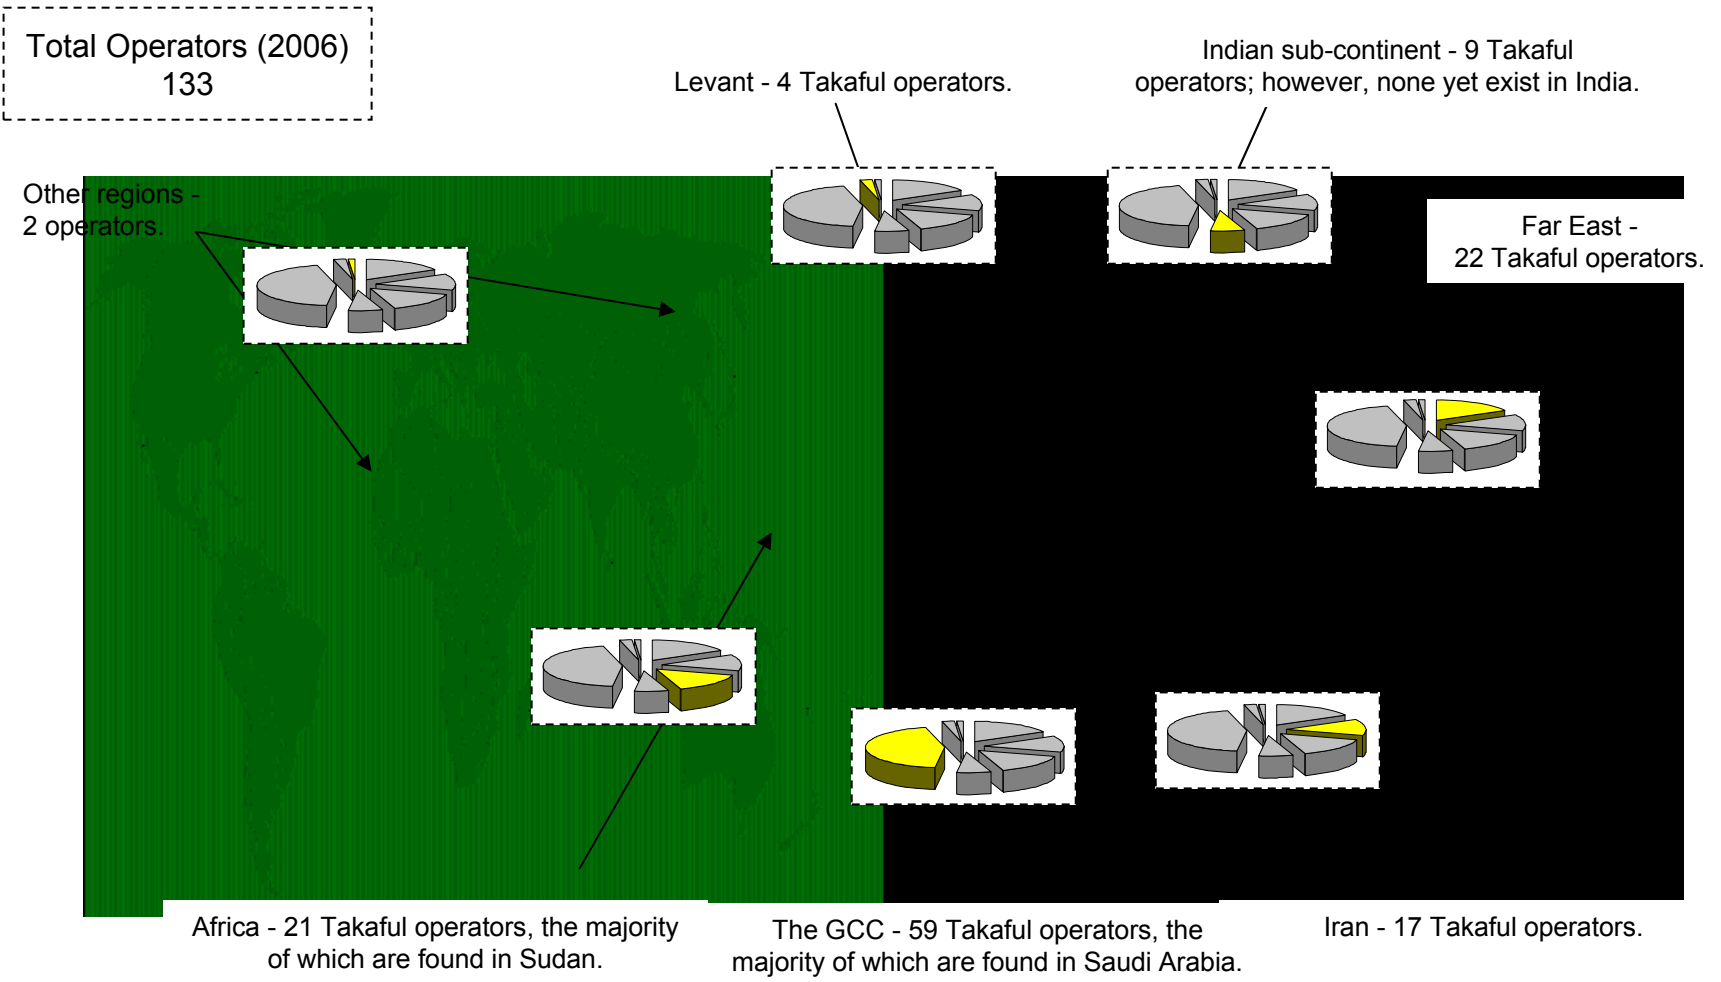 Total Operators (2006)
133
Levant - 4 Takaful operators.
Indian sub-continent - 9 Takaful
operators; however, none yet exist in India.
Other regions -
2 operators.
Far East -
22 Takaful operators.
Africa - 21 Takaful operators, the majority
of which are found in Sudan.
The GCC - 59 Takaful operators, the
majority of which are found in Saudi Arabia.
Iran - 17 Takaful operators.